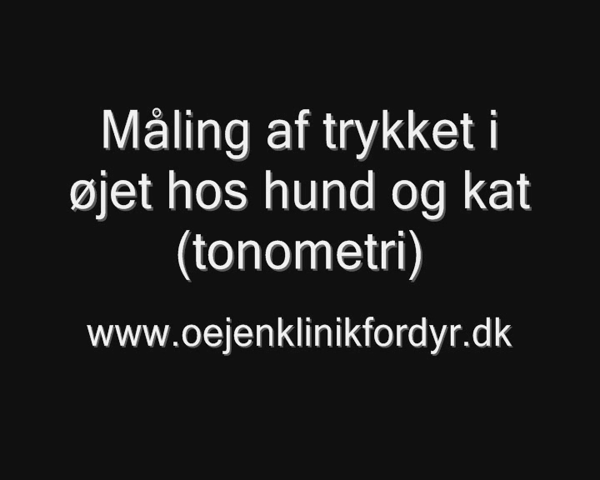 Måling af trykket i
øjet hos hund og kat
(tonometri)
www.oejenklinikfordyr.dk